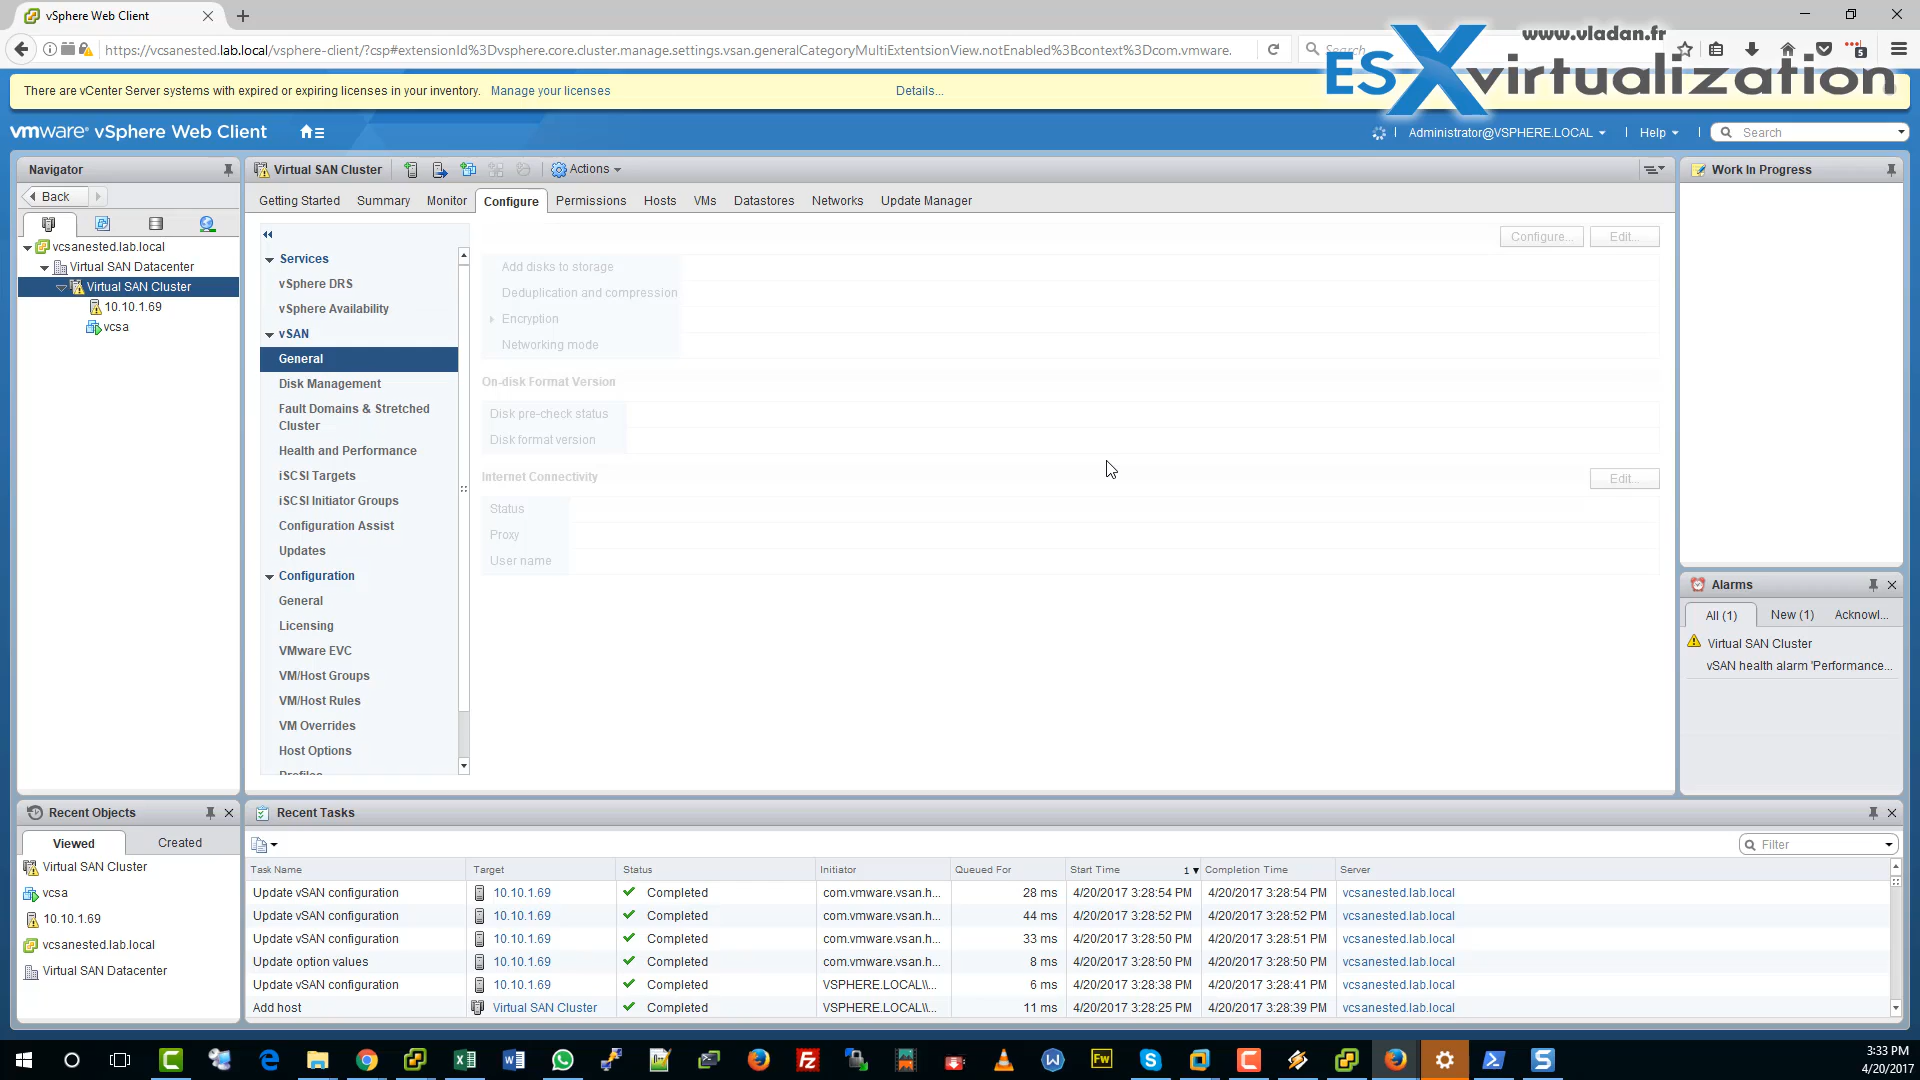 vSphere Web Client
https://vcsanested.lab.local/vsphere-client/?csp#extensionId%3Dvsphere.core.cluster.manage.settings.vsan.generalCategoryMultiExtentsionView.notEnabled%3Bcontext%3Dcom.vmware.
Search
www.vladan.fr
ESXvirtualization
There are vCenter Server systems with expired or expiring licenses in your inventory. Manage your licenses Details...
vmware vSphere Web Client
Administrator@VSPHERE.LOCAL Help Search
Navigator
Back
vcsanested.lab.local
Virtual SAN Datacenter
Virtual SAN Cluster
10.10.1.69
vcsa
Virtual SAN Cluster Actions
Getting Started Summary Monitor Configure Permissions Hosts VMs Datastores Networks Update Manager
Services
vSphere DRS
vSphere Availability
vSAN
General
Disk Management
Fault Domains & Stretched
Cluster
Health and Performance
iSCSI Targets
iSCSI Initiator Groups
Configuration Assist
Updates
Configuration
General
Licensing
VMware EVC
VM/Host Groups
VM/Host Rules
VM Overrides
Host Options
Profiles
Configure... Edit...
Add disks to storage
Deduplication and compression
Encryption
Networking mode
On-disk Format Version
Disk pre-check status
Disk format version
Internet Connectivity Edit...
Status
Proxy
User name
Work In Progress
Alarms
All (1) New (1) Acknowl...
Virtual SAN Cluster
vSAN health alarm 'Performance...
Recent Objects
Viewed Created
Virtual SAN Cluster
vcsa
10.10.1.69
vcsanested.lab.local
Virtual SAN Datacenter
Recent Tasks
Filter
Task Name Target Status Initiator Queued For Start Time 1 Completion Time Server
Update vSAN configuration 10.10.1.69 Completed com.vmware.vsan.h... 28 ms 4/20/2017 3:28:54 PM 4/20/2017 3:28:54 PM vcsanested.lab.local
Update vSAN configuration 10.10.1.69 Completed com.vmware.vsan.h... 44 ms 4/20/2017 3:28:52 PM 4/20/2017 3:28:52 PM vcsanested.lab.local
Update vSAN configuration 10.10.1.69 Completed com.vmware.vsan.h... 33 ms 4/20/2017 3:28:50 PM 4/20/2017 3:28:51 PM vcsanested.lab.local
Update option values 10.10.1.69 Completed com.vmware.vsan.h... 8 ms 4/20/2017 3:28:50 PM 4/20/2017 3:28:50 PM vcsanested.lab.local
Update vSAN configuration 10.10.1.69 Completed VSPHERE.LOCAL\\... 6 ms 4/20/2017 3:28:38 PM 4/20/2017 3:28:41 PM vcsanested.lab.local
Add host Virtual SAN Cluster Completed VSPHERE.LOCAL\\... 11 ms 4/20/2017 3:28:25 PM 4/20/2017 3:28:39 PM vcsanested.lab.local
3:33 PM
4/20/2017